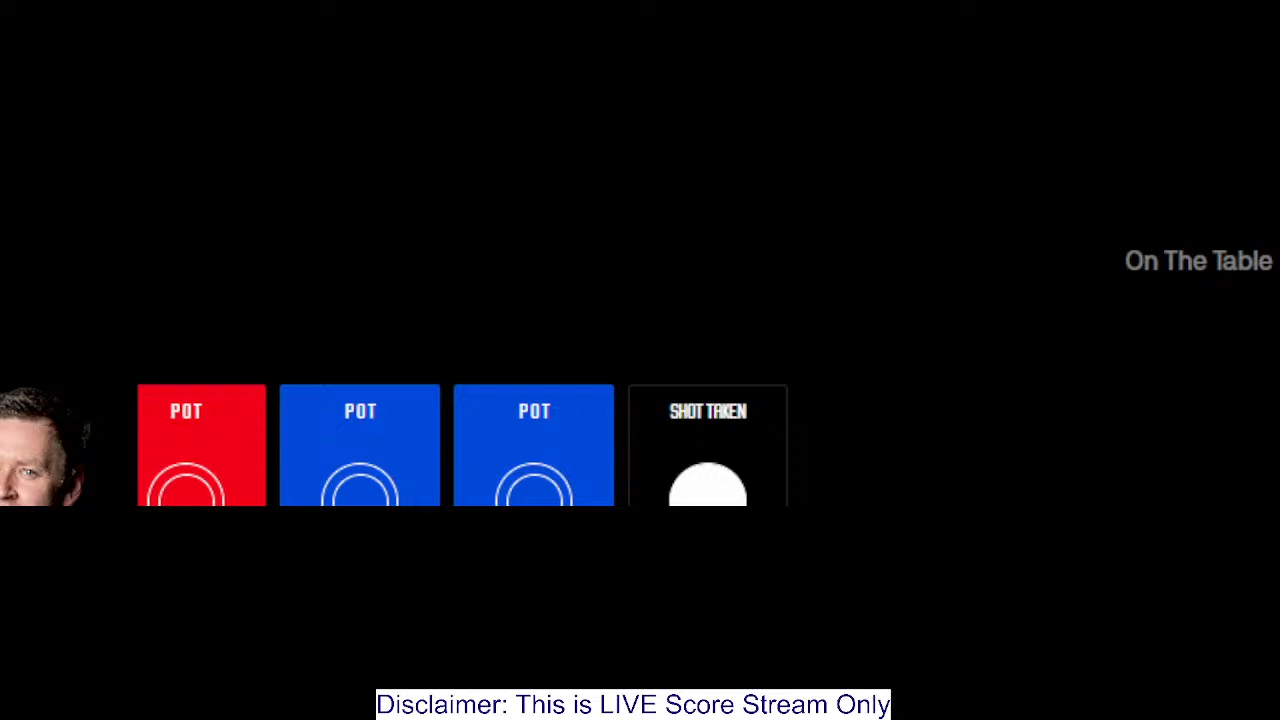 On The Table
POT
POT
POT
SHOT TAKEN
Disclaimer: This is LIVE Score Stream Only